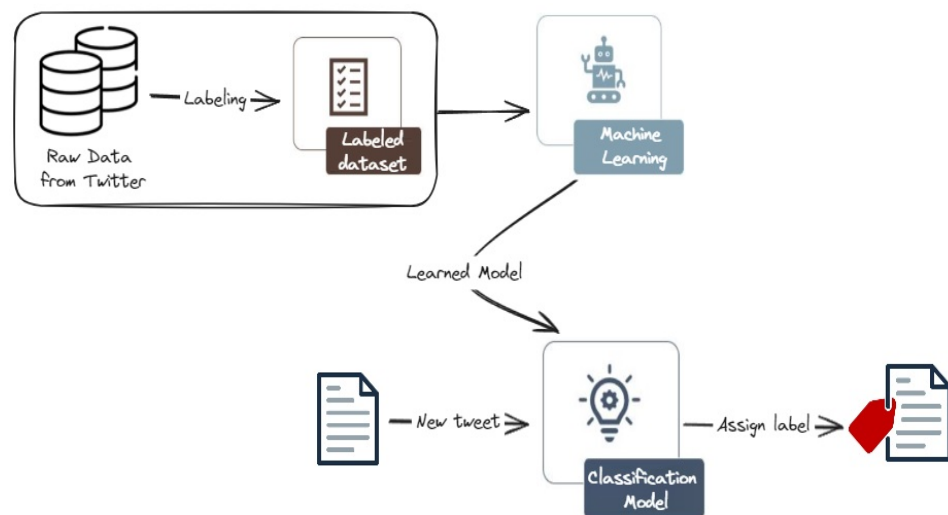 Labeling
Raw Data
from Twitter
Labeled
dataset
Machine
Learning
Learned Model
New tweet
Assign label
Classification
Model